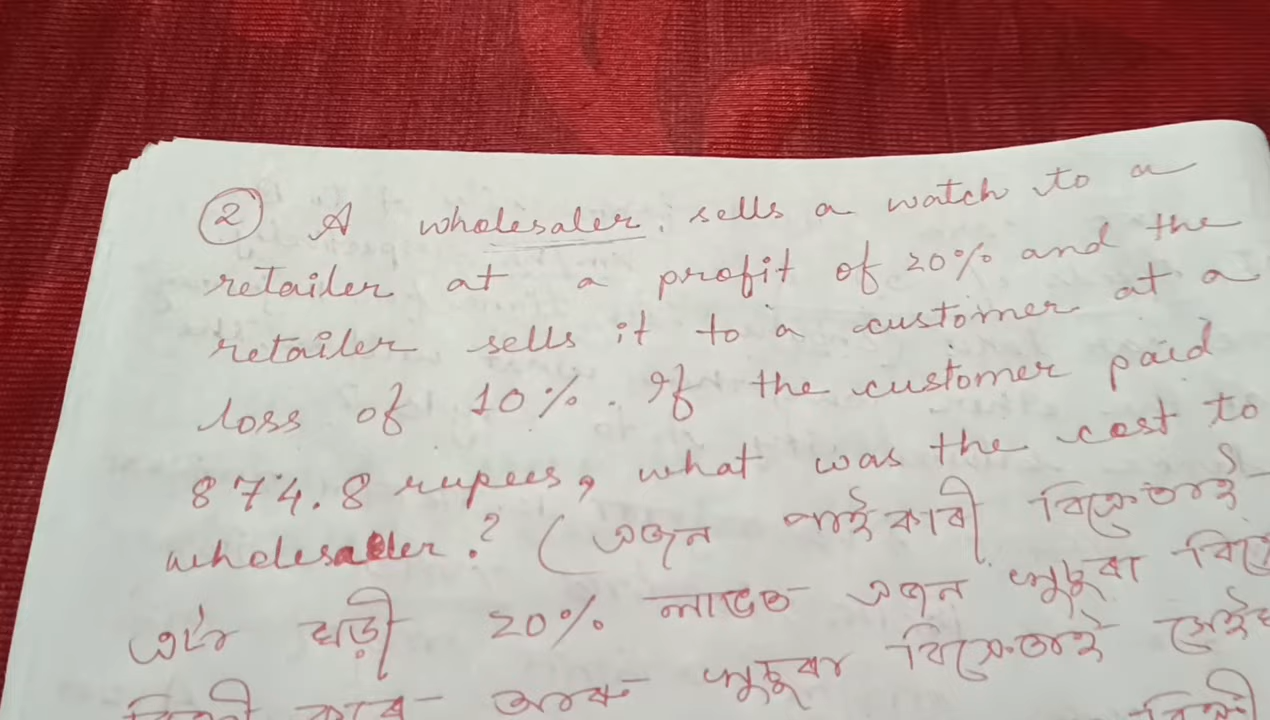 ② A wholesaler sells a watch to a
retailer at a profit of 20% and the
retailer sells it to a customer at a
loss of 10%. If the customer paid
874.8 rupees, what was the cost to
wholesaler? (এজন পাইকাৰী বিক্ৰেতাই
এটা ঘড়ী 20% লাভত এজন খুচুৰা
খুচুৰা বিক্ৰেতাই